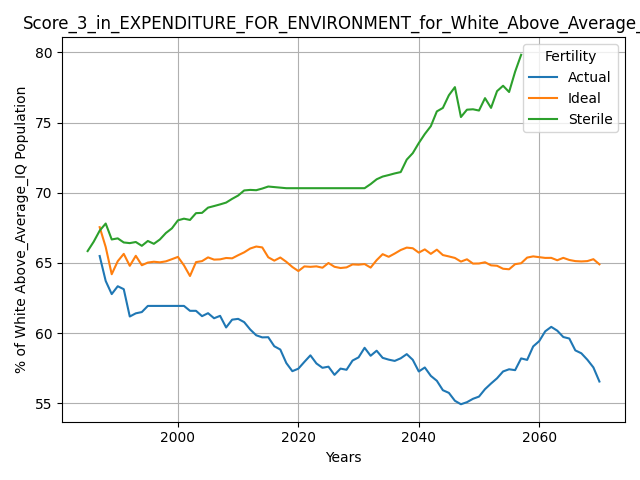 Score_3_in_EXPENDITURE_FOR_ENVIRONMENT_for_White_Above_Average_
Fertility
Actual
Ideal
Sterile
% of White Above_Average_IQ Population
80
75
70
65
60
55
2000
2020
2040
2060
Years